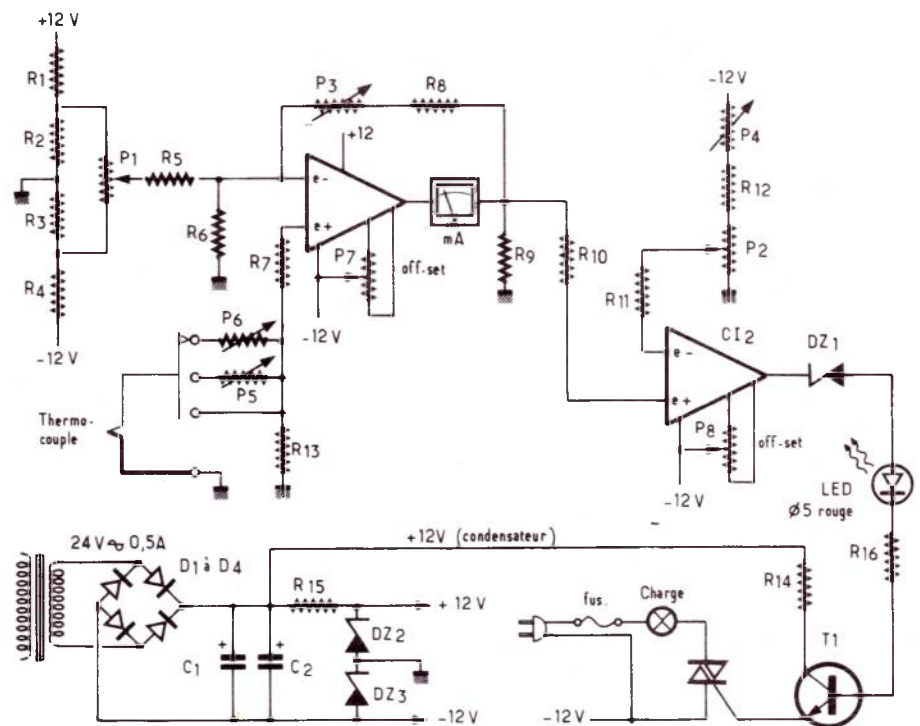 +12 V
R1
R2
R3
R4
-12 V
P1
R5
R6
P3
R8
+12
e-
e+
mA
R7
P7
off-set
-12 V
R9
R10
P6
P5
R13
Thermo-
couple
-12 V
P4
R12
P2
R11
CI2
e-
e+
DZ1
P8
off-set
-12 V
LED
Ø5 rouge
R16
24V ~ 0,5A
D1 à D4
+12V (condensateur)
R15
+ 12 V
C1
+
C2
+
DZ2
DZ3
-12 V
fus.
Charge
-12 V
R14
T1